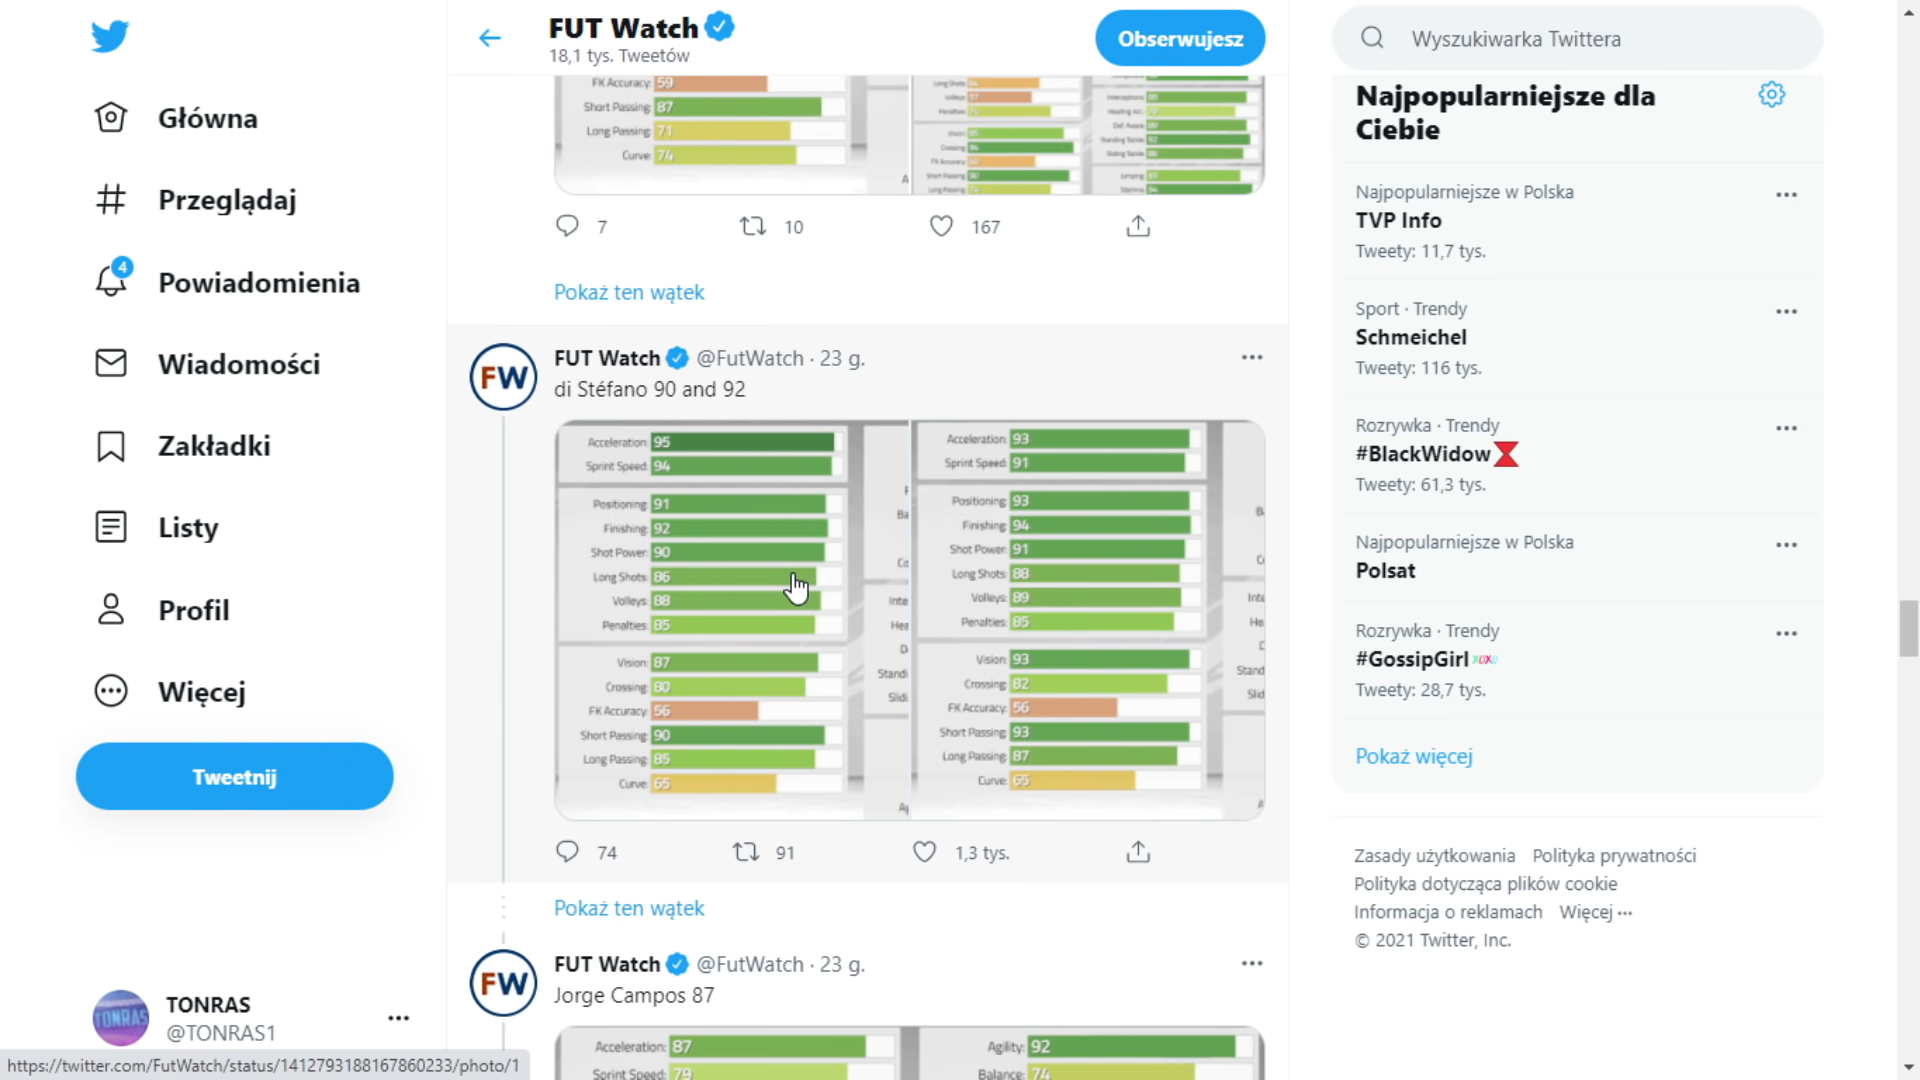 Główna
Przeglądaj
4
Powiadomienia
Wiadomości
Zakładki
Listy
Profil
Więcej
Tweetnij
TONRAS
@TONRAS1
https://twitter.com/FutWatch/status/1412793188167860233/photo/1
FUT Watch
18,1 tys. Tweetów
Obserwujesz
FK Accuracy: 59
Short Passing: 87
Long Passing: 71
Curve: 74
7 10 167
Pokaż ten wątek
FUT Watch @FutWatch · 23 g.
di Stéfano 90 and 92
Acceleration: 95
Sprint Speed: 94
Positioning: 91
Finishing: 92
Shot Power: 90
Long Shots: 86
Volleys: 88
Penalties: 85
Vision: 87
Crossing: 80
FK Accuracy: 56
Short Passing: 90
Long Passing: 85
Curve: 65
Acceleration: 93
Sprint Speed: 91
Positioning: 93
Finishing: 94
Shot Power: 91
Long Shots: 88
Volleys: 89
Penalties: 85
Vision: 93
Crossing: 82
FK Accuracy: 56
Short Passing: 93
Long Passing: 87
Curve: 65
74 91 1,3 tys.
Pokaż ten wątek
FUT Watch @FutWatch · 23 g.
Jorge Campos 87
Acceleration: 87
Sprint Speed: 79
Agility: 92
Balance: 74
Wyszukiwarka Twittera
Najpopularniejsze dla
Ciebie
Najpopularniejsze w Polska
TVP Info
Tweety: 11,7 tys.
Sport · Trendy
Schmeichel
Tweety: 116 tys.
Rozrywka · Trendy
#BlackWidow
Tweety: 61,3 tys.
Najpopularniejsze w Polska
Polsat
Rozrywka · Trendy
#GossipGirl XOXO
Tweety: 28,7 tys.
Pokaż więcej
Zasady użytkowania Polityka prywatności
Polityka dotycząca plików cookie
Informacja o reklamach Więcej ···
© 2021 Twitter, Inc.